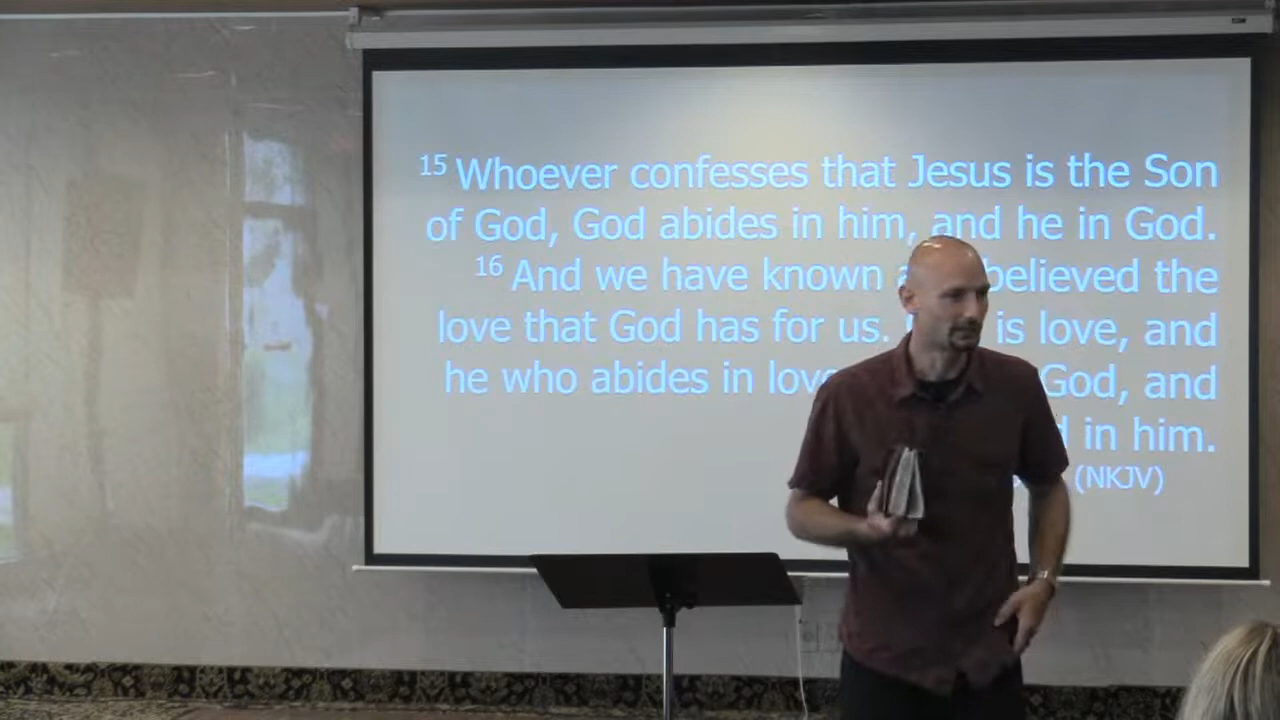 15 Whoever confesses that Jesus is the Son
of God, God abides in him, and he in God.
16 And we have known believed the
love that God has for us. is love, and
he who abides in love God, and
in him.
(NKJV)